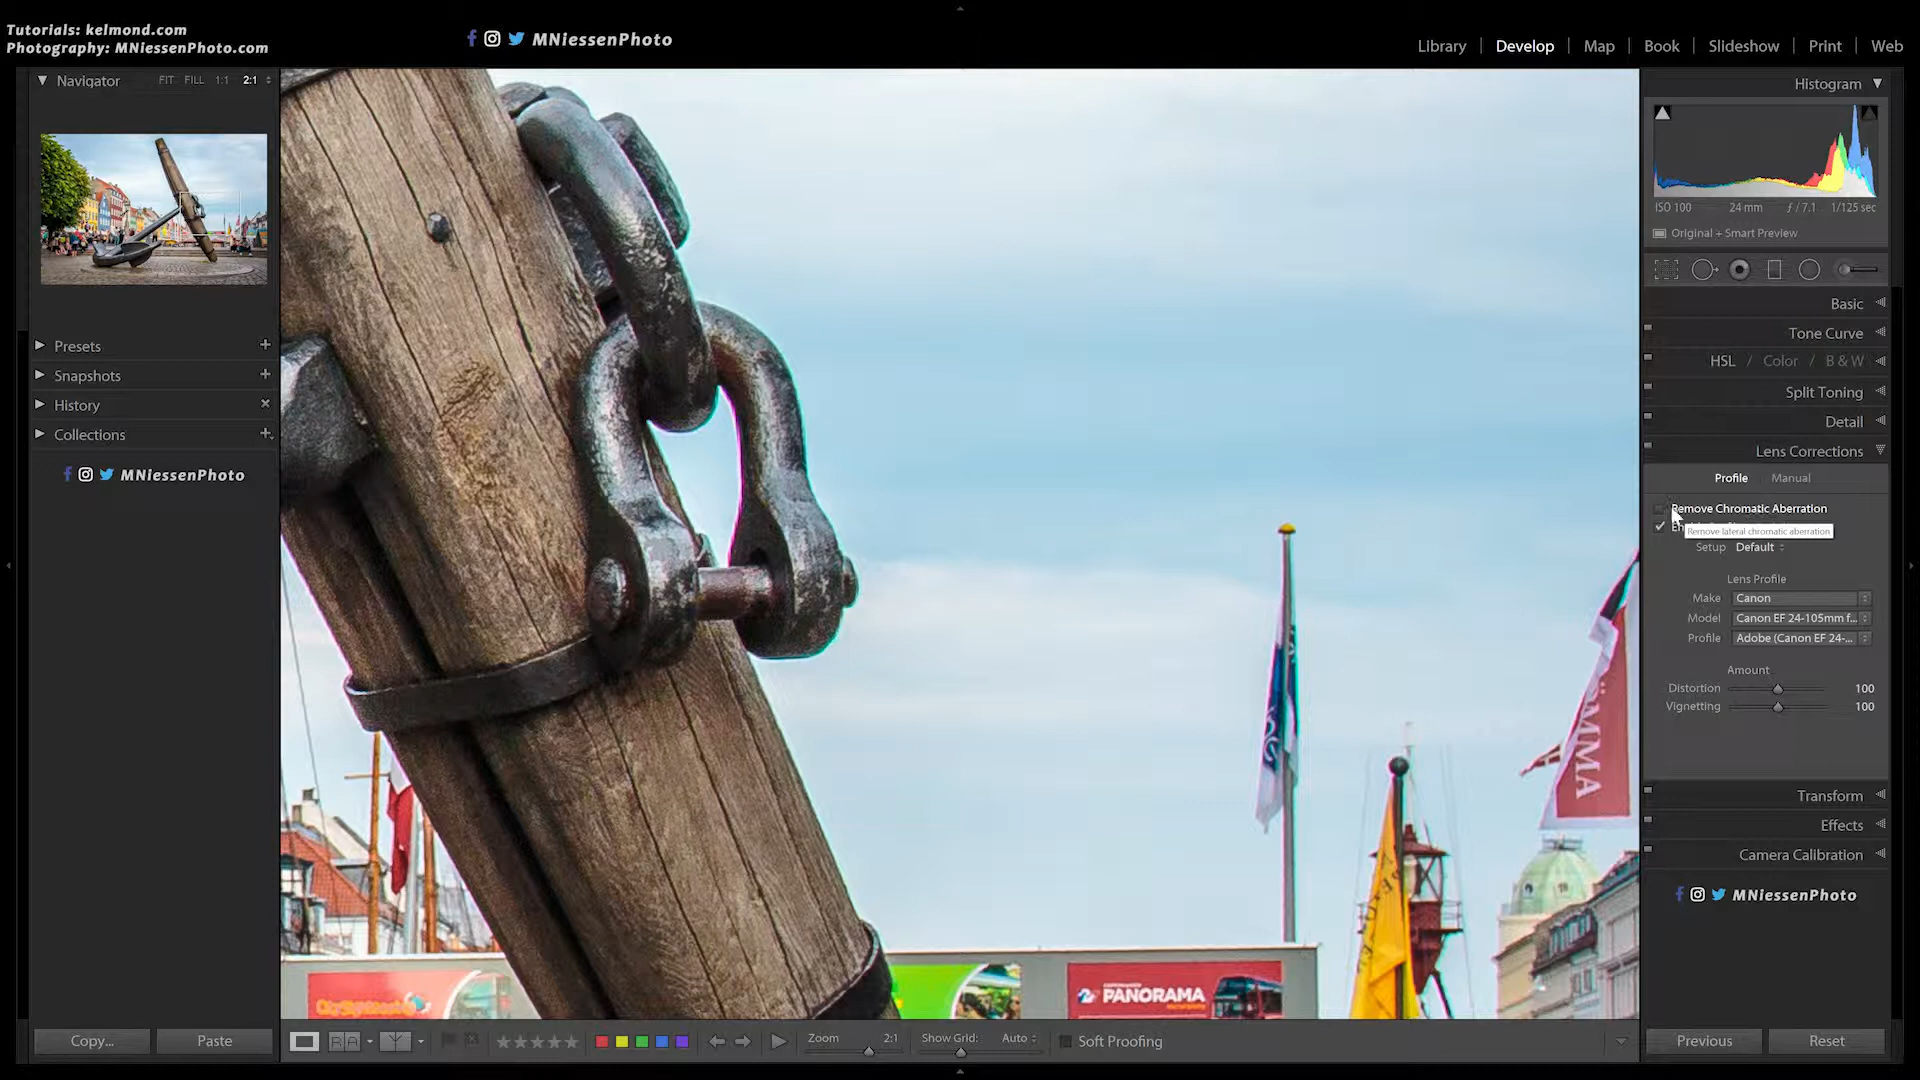 Tutorials: kelmond.com
Photography: MNiessenPhoto.com
MNiessenPhoto
Library Develop Map Book Slideshow Print Web
Navigator FIT FILL 1:1 2:1
Histogram
ISO 100 24 mm ƒ / 7.1 1/125 sec
Original + Smart Preview
Basic
Tone Curve
HSL / Color / B & W
Split Toning
Detail
Lens Corrections
Profile Manual
Remove Chromatic Aberration
Remove lateral chromatic aberration
Setup Default
Lens Profile
Make Canon
Model Canon EF 24-105mm f...
Profile Adobe (Canon EF 24-...
Amount
Distortion 100
Vignetting 100
Transform
Effects
Camera Calibration
MNiessenPhoto
Presets
Snapshots
History
Collections
MNiessenPhoto
PANORAMA
Copy... Paste
R A Y
Zoom 2:1 Show Grid: Auto Soft Proofing
Previous Reset